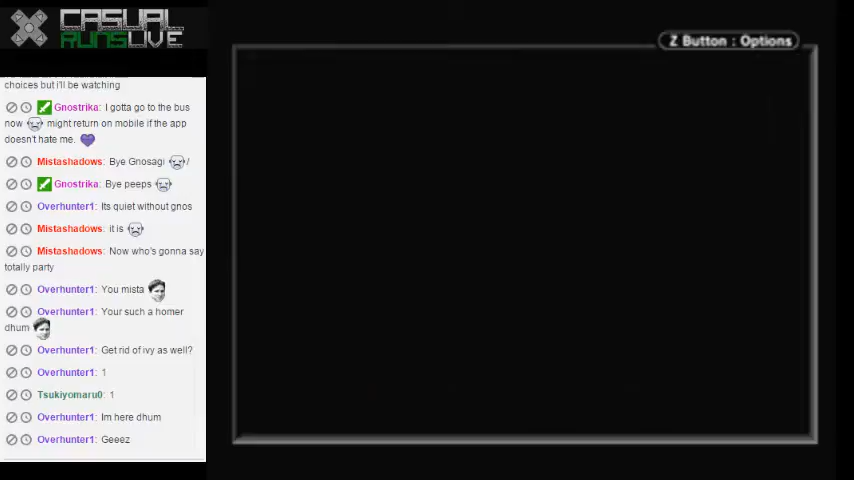 CASUAL
RUNSLIVE
Z Button : Options
choices but i'll be watching
Gnostrika: I gotta go to the bus
now might return on mobile if the app
doesn't hate me.
Mistashadows: Bye Gnosagi /
Gnostrika: Bye peeps
Overhunter1: Its quiet without gnos
Mistashadows: it is
Mistashadows: Now who's gonna say
totally party
Overhunter1: You mista
Overhunter1: Your such a homer
dhum
Overhunter1: Get rid of ivy as well?
Overhunter1: 1
Tsukiyomaru0: 1
Overhunter1: Im here dhum
Overhunter1: Geeez